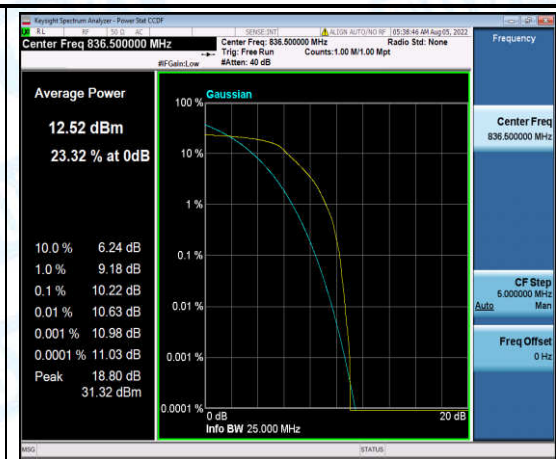 Keysight Spectrum Analyzer - Power Stat CCDF
RL RF 50 Ω AC SENSE:INT ALIGN AUTO/NO RF 05:38:46 AM Aug 05, 2022
Center Freq 836.500000 MHz
Center Freq: 836.500000 MHz Radio Std: None
Trig: Free Run Counts:1.00 M/1.00 Mpt
#IFGain:Low #Atten: 40 dB
Frequency
Average Power
12.52 dBm
23.32 % at 0dB
10.0 % 6.24 dB
1.0 % 9.18 dB
0.1 % 10.22 dB
0.01 % 10.63 dB
0.001 % 10.98 dB
0.0001 % 11.03 dB
Peak 18.80 dB
31.32 dBm
Gaussian
100 %
10 %
1 %
0.1 %
0.01 %
0.001 %
0.0001 %
0 dB 20 dB
Info BW 25.000 MHz
Center Freq
836.500000 MHz
CF Step
5.000000 MHz
Auto Man
Freq Offset
0 Hz
MSG STATUS